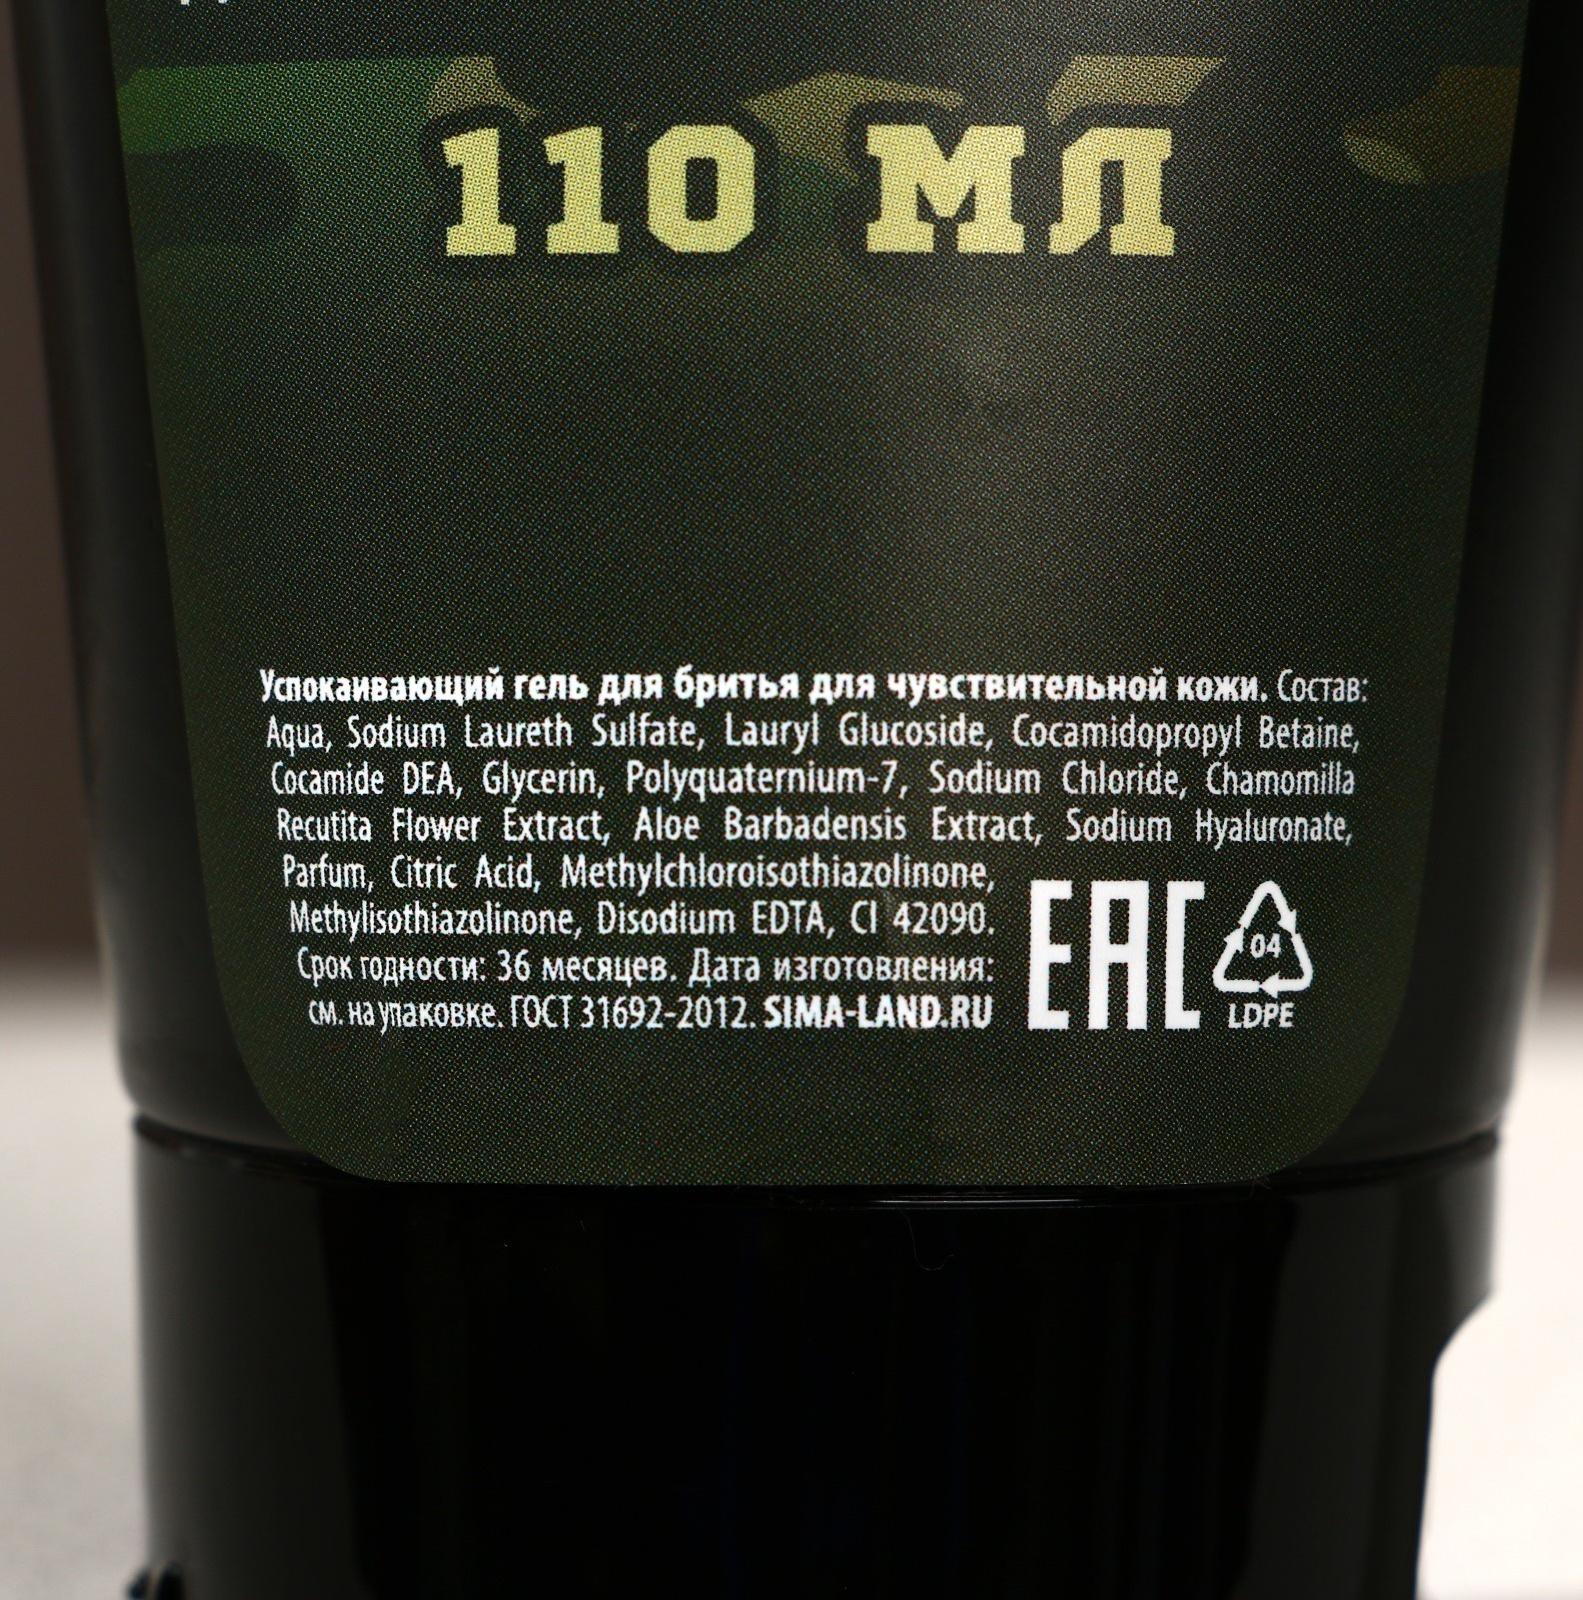 110 МЛ
Успокаивающий гель для бритья для чувствительной кожи. Состав:
Aqua, Sodium Laureth Sulfate, Lauryl Glucoside, Cocamidopropyl Betaine,
Cocamide DEA, Glycerin, Polyquaternium-7, Sodium Chloride, Chamomilla
Recutita Flower Extract, Aloe Barbadensis Extract, Sodium Hyaluronate,
Parfum, Citric Acid, Methylchloroisothiazolinone,
Methylisothiazolinone, Disodium EDTA, CI 42090.
Срок годности: 36 месяцев. Дата изготовления:
см. на упаковке. ГОСТ 31692-2012. SIMA-LAND.RU
EAC
04
LDPE